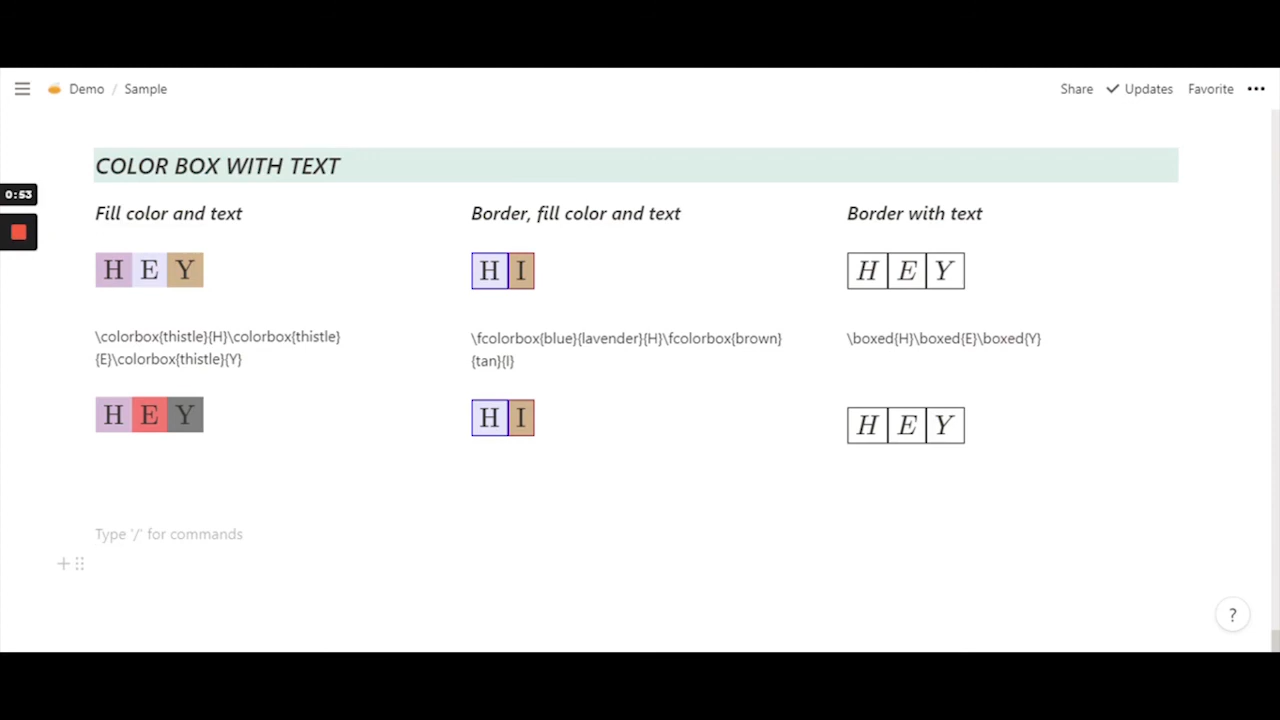 Demo / Sample
Share ✓ Updates Favorite •••
COLOR BOX WITH TEXT
0:53
Fill color and text
H E Y
\colorbox{thistle}{H}\colorbox{thistle}
{E}\colorbox{thistle}{Y}
H E Y
Border, fill color and text
H I
\fcolorbox{blue}{lavender}{H}\fcolorbox{brown}
{tan}{I}
H I
Border with text
H E Y
\boxed{H}\boxed{E}\boxed{Y}
H E Y
Type '/' for commands
?